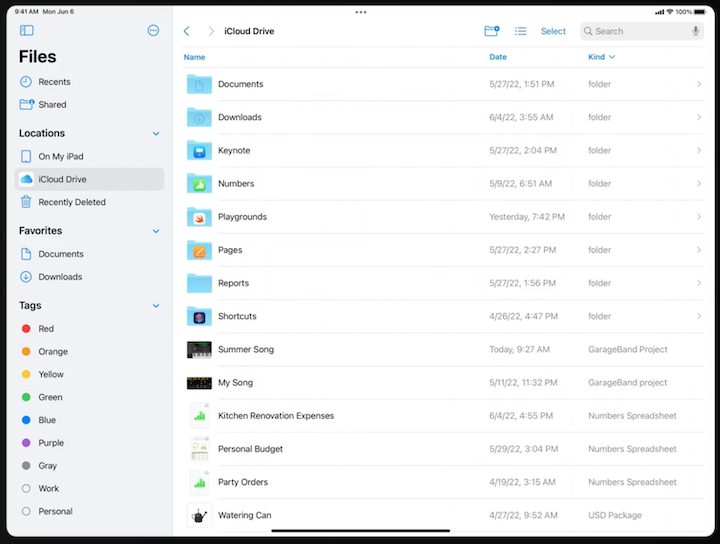 9:41 AM Mon Jun 6
100%
Files
Recents
Shared
Locations
On My iPad
iCloud Drive
Recently Deleted
Favorites
Documents
Downloads
Tags
Red
Orange
Yellow
Green
Blue
Purple
Gray
Work
Personal
iCloud Drive
Select
Search
Name Date Kind
Documents 5/27/22, 1:51 PM folder
Downloads 6/4/22, 3:55 AM folder
Keynote 5/27/22, 2:04 PM folder
Numbers 5/9/22, 6:51 AM folder
Playgrounds Yesterday, 7:42 PM folder
Pages 5/27/22, 2:27 PM folder
Reports 5/27/22, 1:56 PM folder
Shortcuts 4/26/22, 4:47 PM folder
Summer Song Today, 9:27 AM GarageBand Project
My Song 5/11/22, 11:32 PM GarageBand project
Kitchen Renovation Expenses 6/4/22, 4:55 PM Numbers Spreadsheet
Personal Budget 5/29/22, 3:04 PM Numbers Spreadsheet
Party Orders 4/19/22, 3:15 AM Numbers Spreadsheet
Watering Can 4/27/22, 9:52 AM USD Package